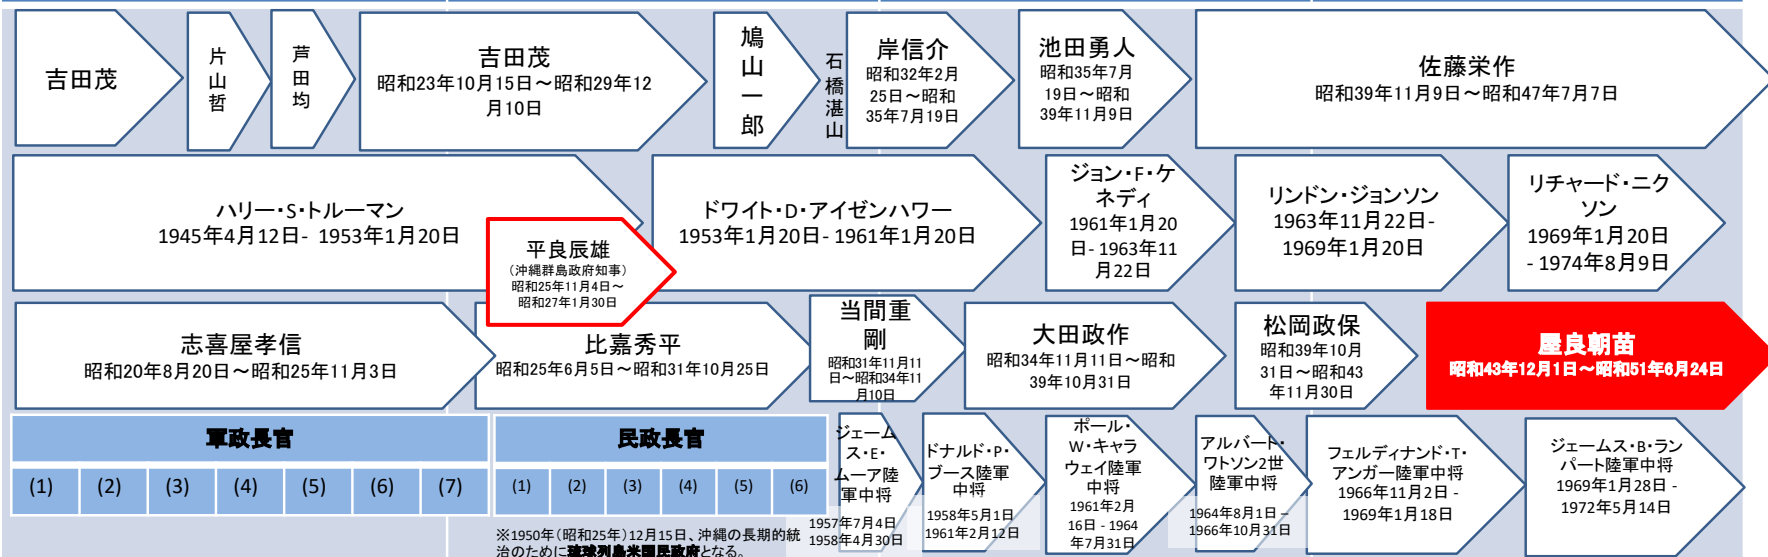 吉田茂
片山哲
芦田均
吉田茂
昭和23年10月15日～昭和29年12
月10日
鳩山一郎
石橋湛山
岸信介
昭和32年2月
25日～昭和
35年7月19日
池田勇人
昭和35年7月
19日～昭和
39年11月9日
佐藤栄作
昭和39年11月9日～昭和47年7月7日
ハリー・S・トルーマン
1945年4月12日- 1953年1月20日
平良辰雄
（沖縄群島政府知事）
昭和25年11月4日～
昭和27年1月30日
ドワイト・D・アイゼンハワー
1953年1月20日- 1961年1月20日
ジョン・F・ケ
ネディ
1961年1月20
日- 1963年11
月22日
リンドン・ジョンソン
1963年11月22日-
1969年1月20日
リチャード・ニク
ソン
1969年1月20日
- 1974年8月9日
志喜屋孝信
昭和20年8月20日～昭和25年11月3日
比嘉秀平
昭和25年6月5日～昭和31年10月25日
当間重
剛
昭和31年11月11
日～昭和34年11
月10日
大田政作
昭和34年11月11日～昭和
39年10月31日
松岡政保
昭和39年10月
31日～昭和43
年11月30日
屋良朝苗
昭和43年12月1日～昭和51年6月24日
軍政長官
(1) (2) (3) (4) (5) (6) (7)
民政長官
(1) (2) (3) (4) (5) (6)
※1950年（昭和25年）12月15日、沖縄の長期的統
治のために琉球列島米国民政府となる。
ジェーム
ス・E・
ムーア陸
軍中将
1957年7月4日
1958年4月30日
ドナルド・P・
ブース陸軍
中将
1958年5月1日
1961年2月12日
ポール・
W・キャラ
ウェイ陸軍
中将
1961年2月
16日 - 1964
年7月31日
アルバート・
ワトソン2世
陸軍中将
1964年8月1日 –
1966年10月31日
フェルディナンド・T・
アンガー陸軍中将
1966年11月2日 -
1969年1月18日
ジェームス・B・ラン
パート陸軍中将
1969年1月28日 -
1972年5月14日